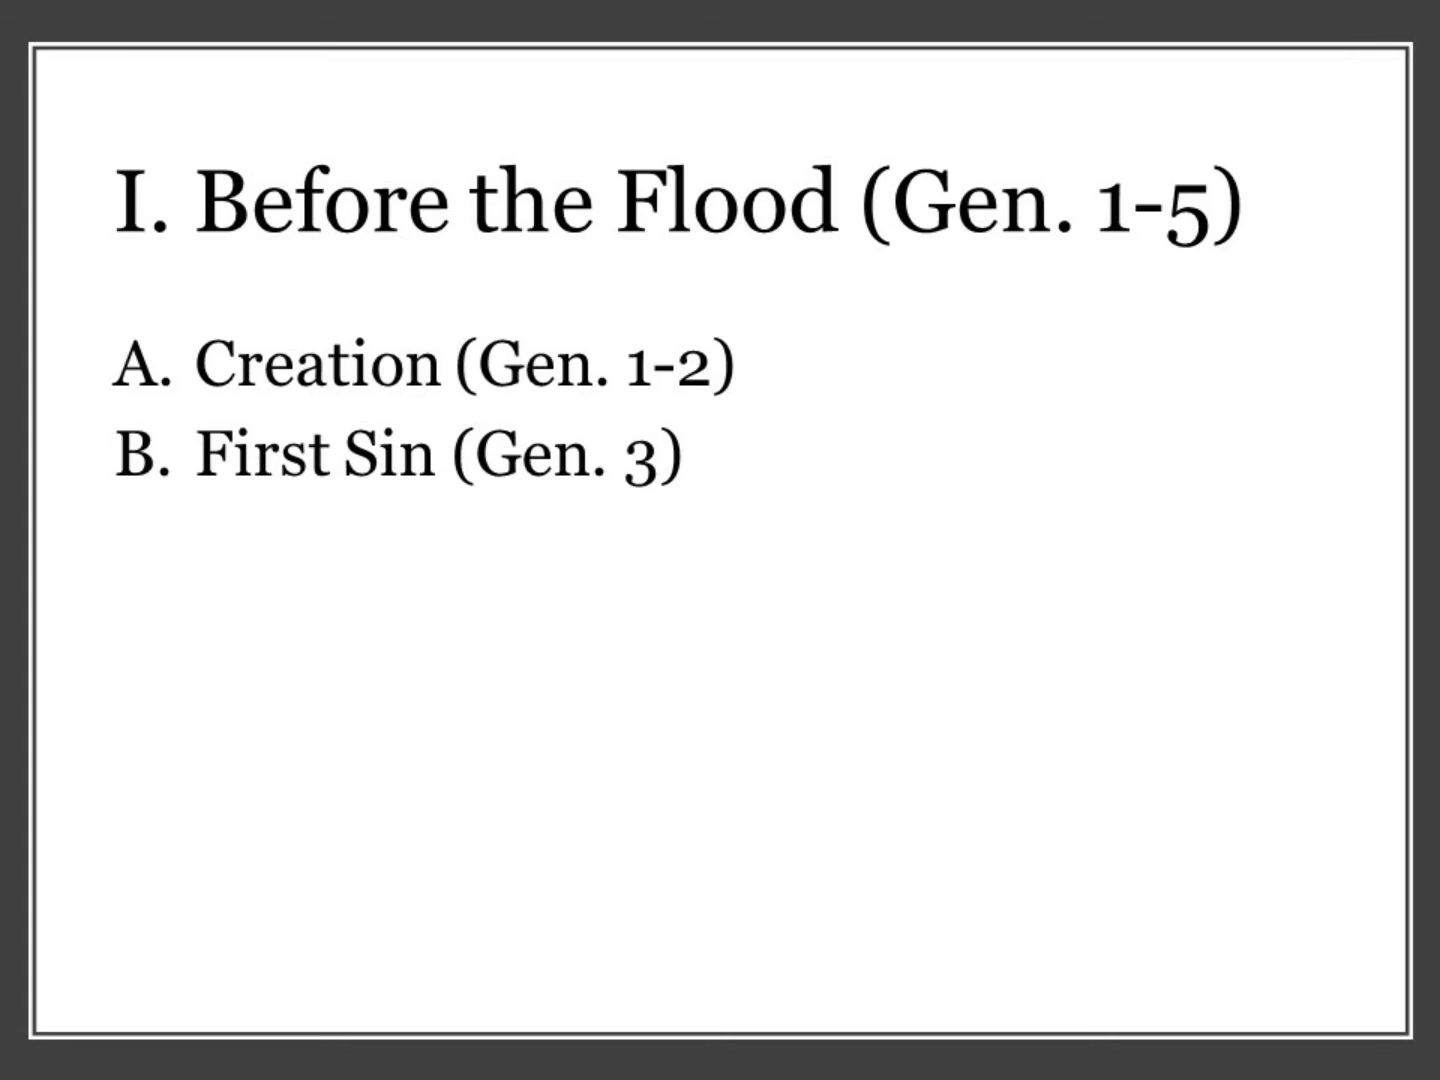 I. Before the Flood (Gen. 1-5)
A. Creation (Gen. 1-2)
B. First Sin (Gen. 3)